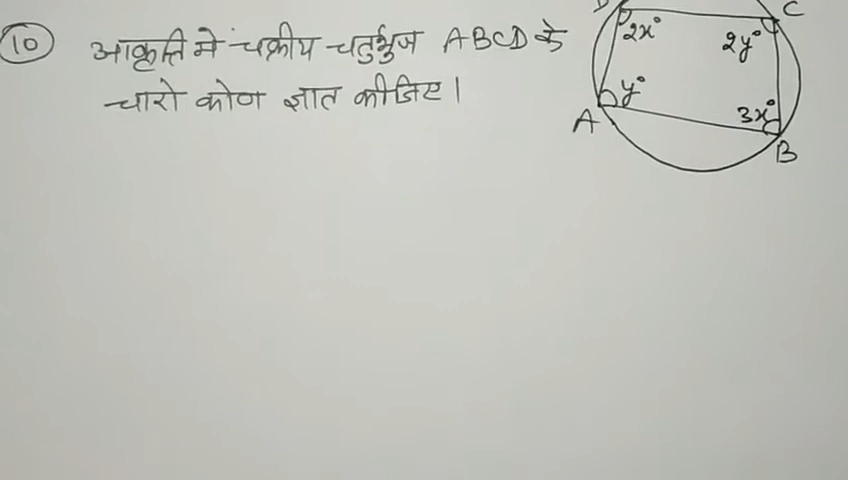 10 आकृति में चक्रीय चतुर्भुज ABCD के
चारो कोण ज्ञात कीजिए।
D
C
2x°
2y°
y°
3x°
A
B